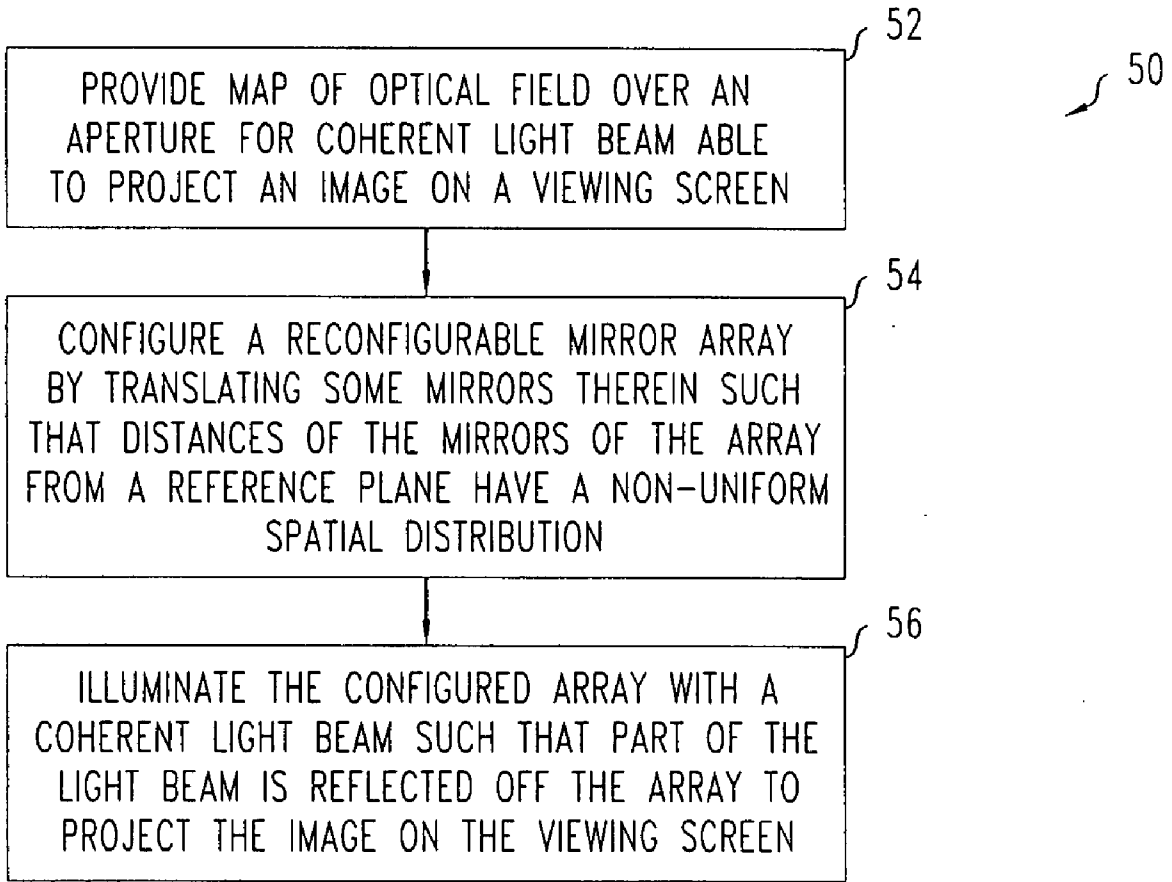 52
50
PROVIDE MAP OF OPTICAL FIELD OVER AN
APERTURE FOR COHERENT LIGHT BEAM ABLE
TO PROJECT AN IMAGE ON A VIEWING SCREEN
54
CONFIGURE A RECONFIGURABLE MIRROR ARRAY
BY TRANSLATING SOME MIRRORS THEREIN SUCH
THAT DISTANCES OF THE MIRRORS OF THE ARRAY
FROM A REFERENCE PLANE HAVE A NON-UNIFORM
SPATIAL DISTRIBUTION
56
ILLUMINATE THE CONFIGURED ARRAY WITH A
COHERENT LIGHT BEAM SUCH THAT PART OF THE
LIGHT BEAM IS REFLECTED OFF THE ARRAY TO
PROJECT THE IMAGE ON THE VIEWING SCREEN